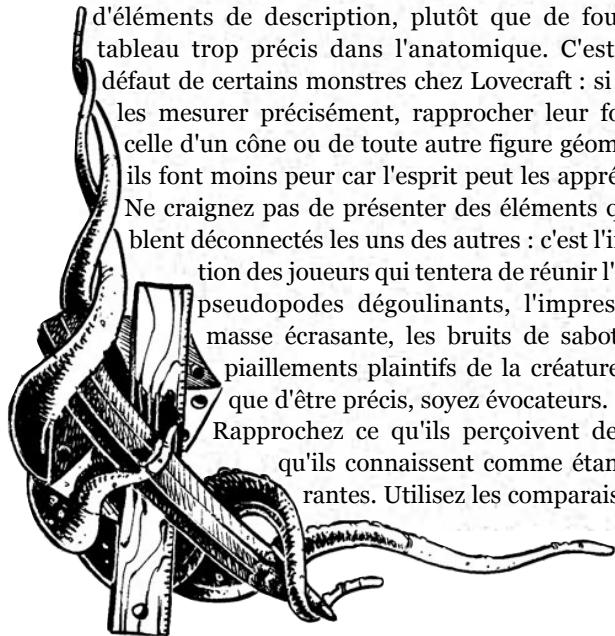 d'éléments de description, plutôt que de fou
tableau trop précis dans l'anatomique. C'est
défaut de certains monstres chez Lovecraft : si
les mesurer précisément, rapprocher leur fo
celle d'un cône ou de toute autre figure géom
ils font moins peur car l'esprit peut les appré
Ne craignez pas de présenter des éléments q
blent déconnectés les uns des autres : c'est l'i
tion des joueurs qui tentera de réunir l'
pseudopodes dégoulinants, l'impres
masse écrasante, les bruits de sabot
piaillements plaintifs de la créature
que d'être précis, soyez évocateurs.
Rapprochez ce qu'ils perçoivent de
qu'ils connaissent comme étan
rantes. Utilisez les comparais